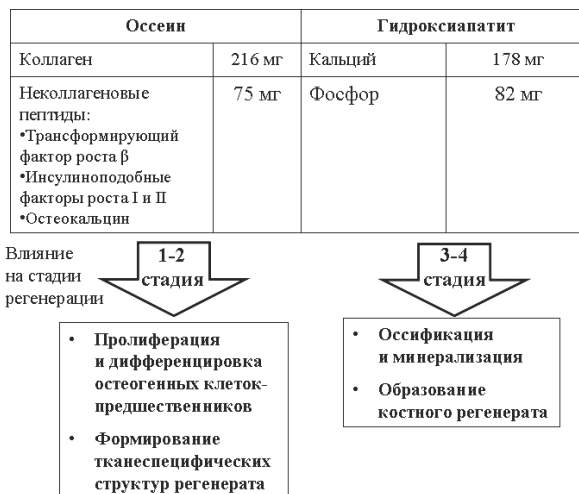 Оссеин
Гидроксиапатит
Коллаген
216 мг
Кальций
178 мг
Неколлагеновые
пептиды:
•Трансформирующий
фактор роста β
•Инсулиноподобные
факторы роста I и II
•Остеокальцин
75 мг
Фосфор
82 мг
Влияние
на стадии
регенерации
1-2
стадия
3-4
стадия
• Пролиферация
и дифференцировка
остеогенных клеток-
предшественников
• Формирование
тканеспецифических
структур регенерата
• Оссификация
и минерализация
• Образование
костного регенерата